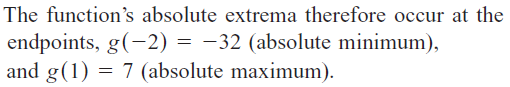 The function's absolute extrema therefore occur at the
endpoints, g(−2) = −32 (absolute minimum),
and g(1) = 7 (absolute maximum).